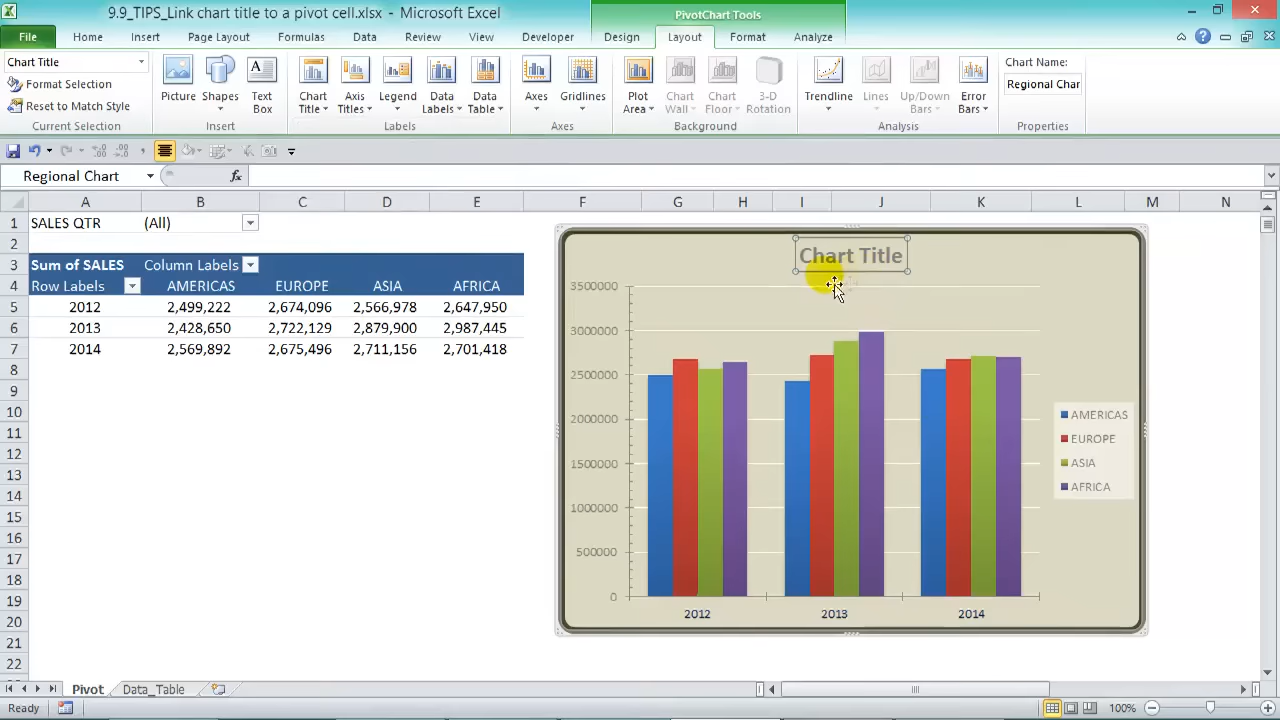 9.9_TIPS_Link chart title to a pivot cell.xlsx - Microsoft Excel
PivotChart Tools
File Home Insert Page Layout Formulas Data Review View Developer Design Layout Format Analyze
Chart Title
Format Selection
Reset to Match Style
Current Selection
Picture Shapes Text Box
Insert
Chart Title Axis Titles Legend Data Labels Data Table
Labels
Axes Gridlines
Axes
Plot Area Chart Wall Chart Floor 3-D Rotation
Background
Trendline Lines Up/Down Bars Error Bars
Analysis
Chart Name:
Regional Char
Properties
Regional Chart fx
A B C D E F G H I J K L M N
1 SALES QTR (All)
2
3 Sum of SALES Column Labels
4 Row Labels AMERICAS EUROPE ASIA AFRICA
5 2012 2,499,222 2,674,096 2,566,978 2,647,950
6 2013 2,428,650 2,722,129 2,879,900 2,987,445
7 2014 2,569,892 2,675,496 2,711,156 2,701,418
8
9
10
11
12
13
14
15
16
17
18
19
20
21
22
Chart Title
3500000
3000000
2500000
2000000
1500000
1000000
500000
0
2012 2013 2014
AMERICAS
EUROPE
ASIA
AFRICA
Pivot Data_Table
Ready 100%